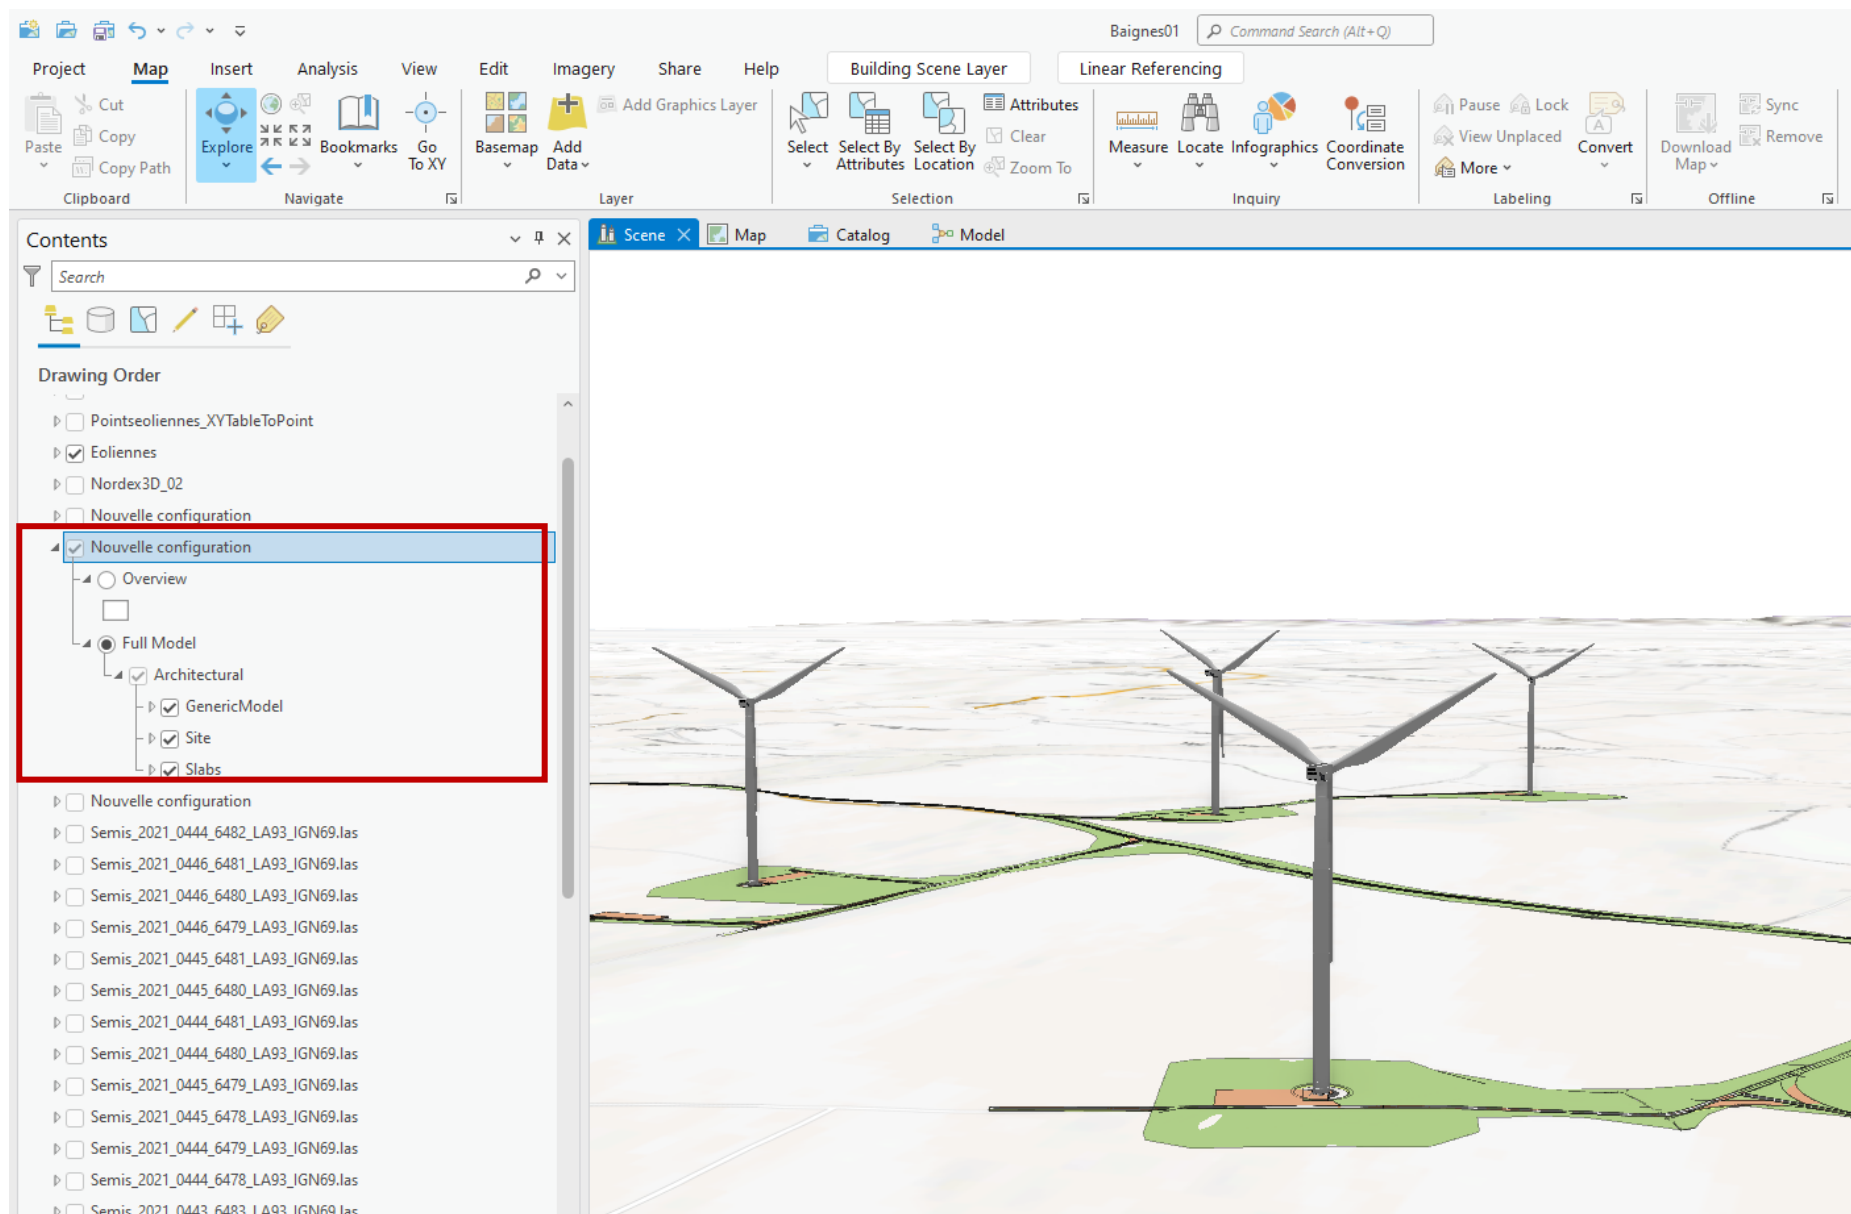 Baignes01 Command Search (Alt+Q)
Project Map Insert Analysis View Edit Imagery Share Help Building Scene Layer Linear Referencing
Paste
Cut
Copy
Copy Path
Clipboard
Explore
Bookmarks
Go
To XY
Navigate
Basemap
Add
Data
Add Graphics Layer
Layer
Select
Select By
Attributes
Select By
Location
Attributes
Clear
Zoom To
Selection
Measure
Locate
Infographics
Coordinate
Conversion
Inquiry
Pause Lock
View Unplaced
More
Convert
Labeling
Download
Map
Sync
Remove
Offline
Contents
Search
Drawing Order
Pointseoliennes_XYTableToPoint
Eoliennes
Nordex3D_02
Nouvelle configuration
Nouvelle configuration
Overview
Full Model
Architectural
GenericModel
Site
Slabs
Nouvelle configuration
Semis_2021_0444_6482_LA93_IGN69.las
Semis_2021_0446_6481_LA93_IGN69.las
Semis_2021_0446_6480_LA93_IGN69.las
Semis_2021_0446_6479_LA93_IGN69.las
Semis_2021_0445_6481_LA93_IGN69.las
Semis_2021_0445_6480_LA93_IGN69.las
Semis_2021_0444_6481_LA93_IGN69.las
Semis_2021_0444_6480_LA93_IGN69.las
Semis_2021_0445_6479_LA93_IGN69.las
Semis_2021_0445_6478_LA93_IGN69.las
Semis_2021_0444_6479_LA93_IGN69.las
Semis_2021_0444_6478_LA93_IGN69.las
Semis_2021_0443_6483_LA93_IGN69.las
Scene Map Catalog Model